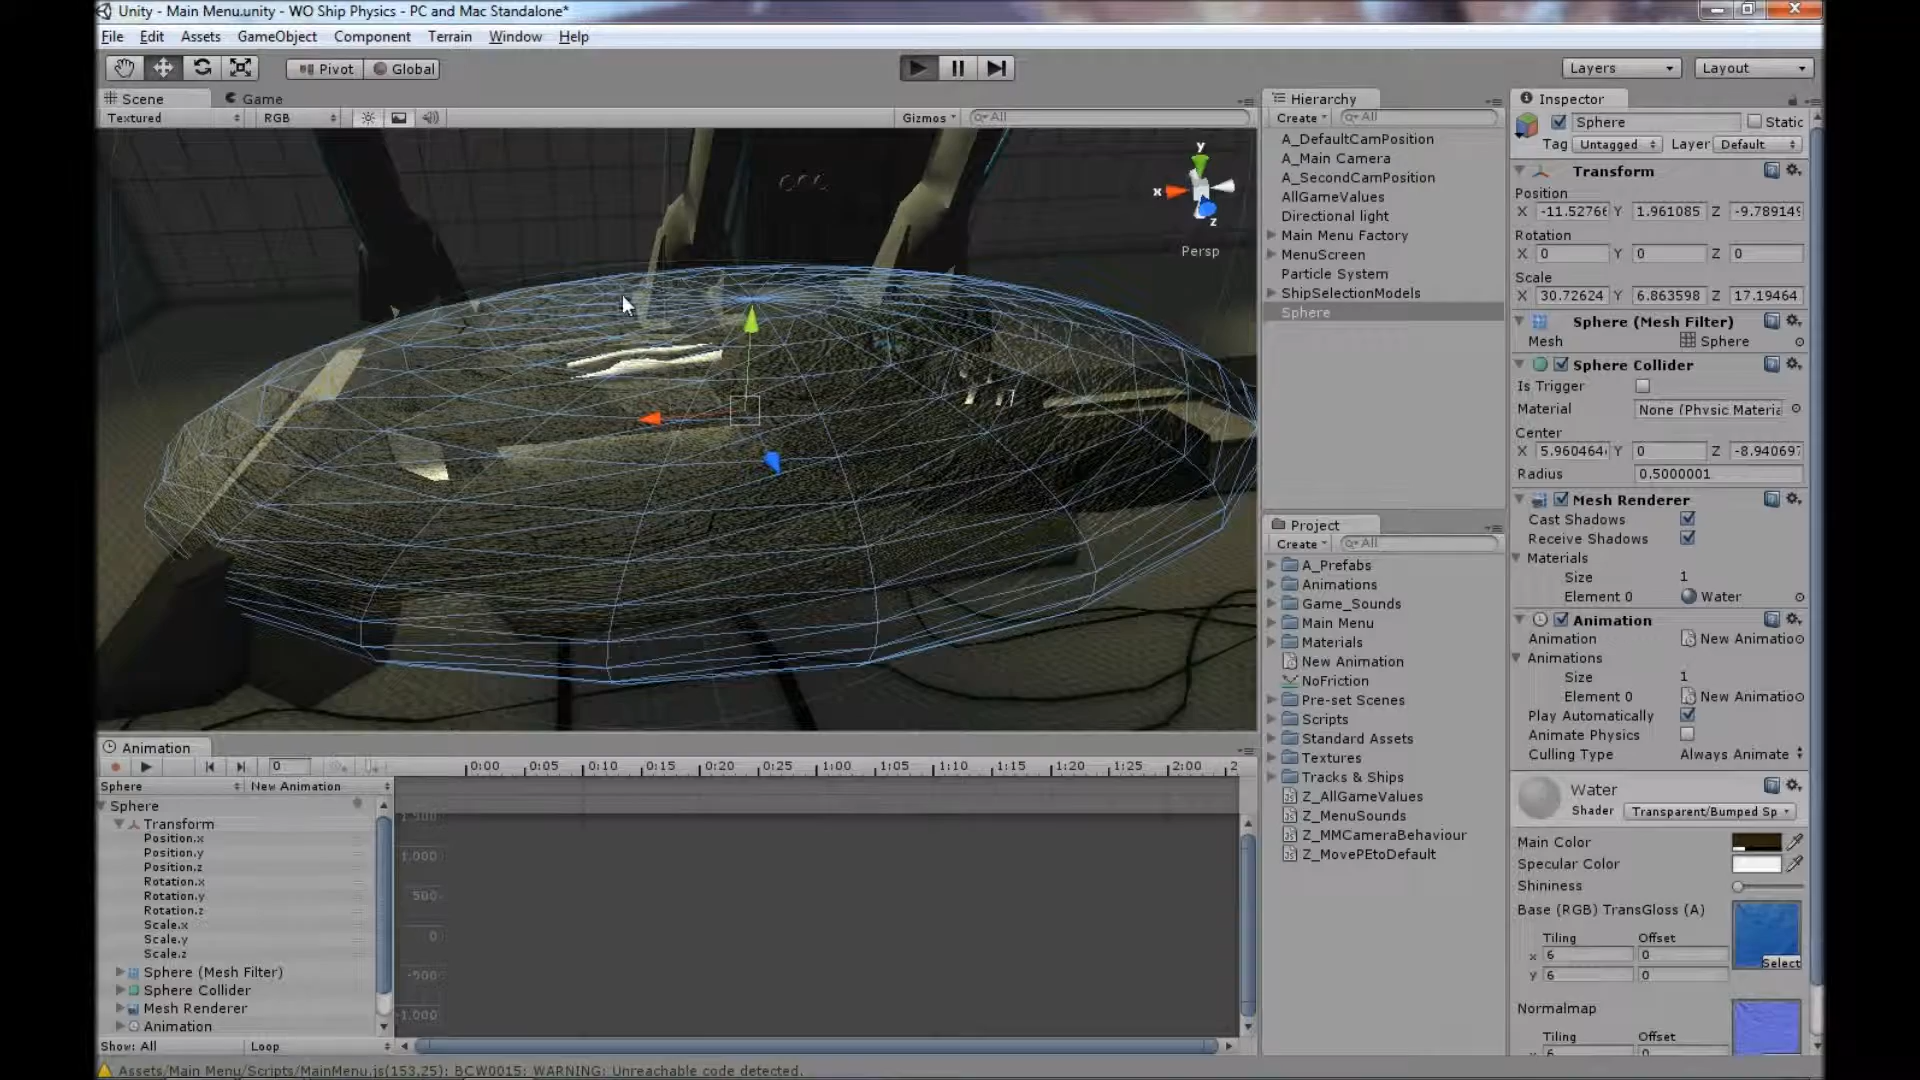 Unity - Main Menu.unity - WO Ship Physics - PC and Mac Standalone*
File Edit Assets GameObject Component Terrain Window Help
Pivot Global Layers Layout
Scene Game
Textured RGB Gizmos All
y
x
z
Persp
Hierarchy
Create All
A_DefaultCamPosition
A_Main Camera
A_SecondCamPosition
AllGameValues
Directional light
Main Menu Factory
MenuScreen
Particle System
ShipSelectionModels
Sphere
Project
Create All
A_Prefabs
Animations
Game_Sounds
Main Menu
Materials
New Animation
NoFriction
Pre-set Scenes
Scripts
Standard Assets
Textures
Tracks & Ships
Z_AllGameValues
Z_MenuSounds
Z_MMCameraBehaviour
Z_MovePEtoDefault
Inspector
Sphere Static
Tag Untagged Layer Default
Transform
Position
X -11.52766 Y 1.961085 Z -9.789149
Rotation
X 0 Y 0 Z 0
Scale
X 30.72624 Y 6.863598 Z 17.19464
Sphere (Mesh Filter)
Mesh Sphere
Sphere Collider
Is Trigger
Material None (Physic Materia
Center
X 5.960464 Y 0 Z -8.940697
Radius 0.5000001
Mesh Renderer
Cast Shadows
Receive Shadows
Materials
Size 1
Element 0 Water
Animation
Animation New Animatio
Animations
Size 1
Element 0 New Animatio
Play Automatically
Animate Physics
Culling Type Always Animate
Water
Shader Transparent/Bumped Sp
Main Color
Specular Color
Shininess
Base (RGB) TransGloss (A)
Tiling Offset
x 6 0
y 6 0
Select
Normalmap
Tiling Offset
x 6 0
Animation
0 0:00 0:05 0:10 0:15 0:20 0:25 1:00 1:05 1:10 1:15 1:20 1:25 2:00 2
Sphere New Animation
Sphere
Transform
Position.x
Position.y
Position.z
Rotation.x
Rotation.y
Rotation.z
Scale.x
Scale.y
Scale.z
Sphere (Mesh Filter)
Sphere Collider
Mesh Renderer
Animation
1.000
500
0
-500
-1.000
Show: All Loop
Assets/Main Menu/Scripts/MainMenu.js(153,25): BCW0015: WARNING: Unreachable code detected.